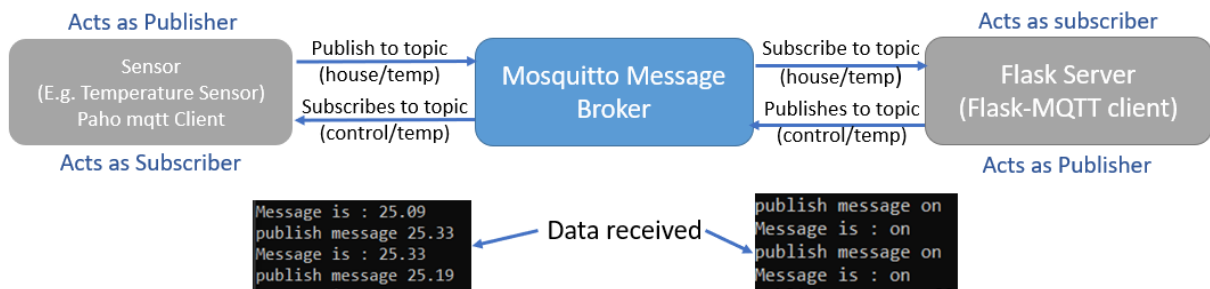 Acts as Publisher
Sensor
(E.g. Temperature Sensor)
Paho mqtt Client
Acts as Subscriber
Publish to topic
(house/temp)
Subscribes to topic
(control/temp)
Mosquitto Message
Broker
Subscribe to topic
(house/temp)
Publishes to topic
(control/temp)
Acts as subscriber
Flask Server
(Flask-MQTT client)
Acts as Publisher
Message is : 25.09
publish message 25.33
Message is : 25.33
publish message 25.19
Data received
publish message on
Message is : on
publish message on
Message is : on